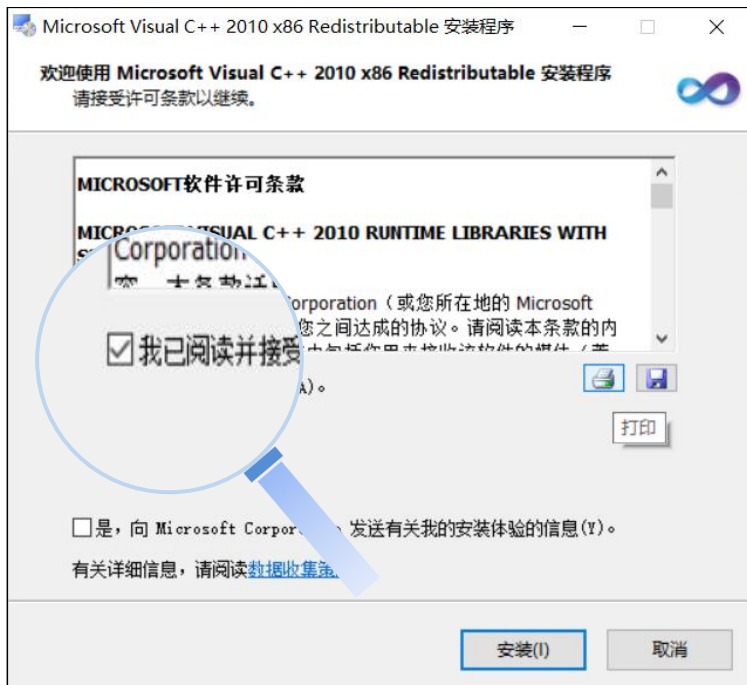 Microsoft Visual C++ 2010 x86 Redistributable 安装程序
欢迎使用 Microsoft Visual C++ 2010 x86 Redistributable 安装程序
请接受许可条款以继续。
MICROSOFT软件许可条款
MICROSOFT VISUAL C++ 2010 RUNTIME LIBRARIES WITH
Corporation
orporation（或您所在地的 Microsoft
您之间达成的协议。请阅读本条款的内
我已阅读并接受
A)。
打印
是，向 Microsoft Corpor 发送有关我的安装体验的信息(Y)。
有关详细信息，请阅读数据收集策
安装(I)
取消